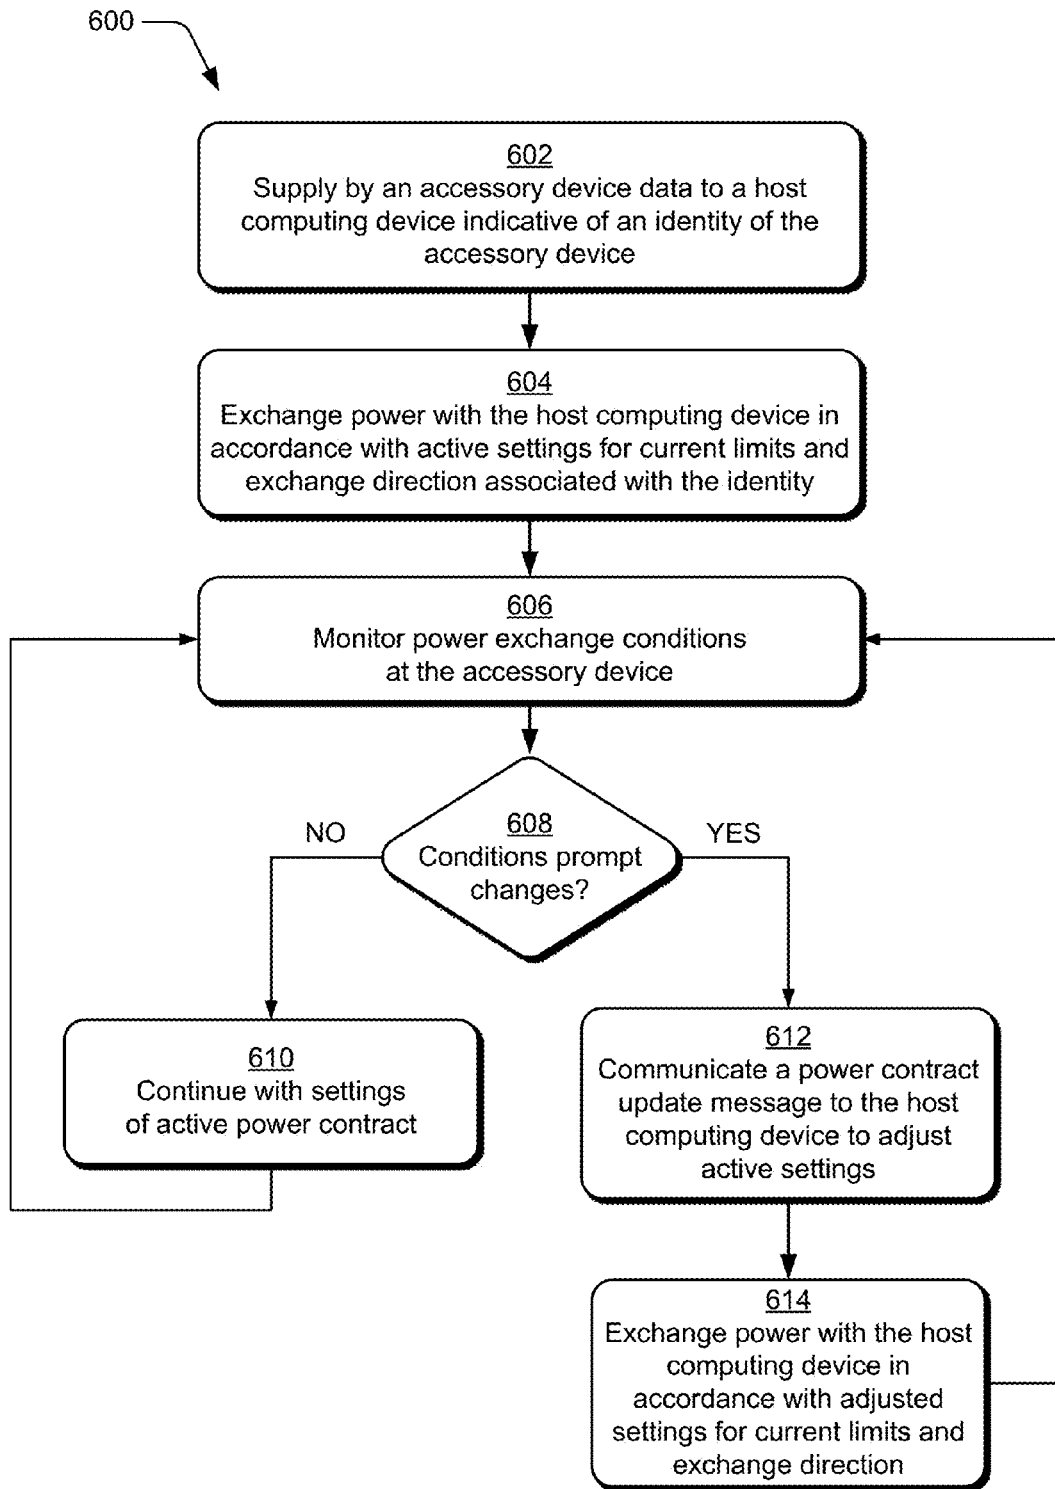 600
602
Supply by an accessory device data to a host
computing device indicative of an identity of the
accessory device
604
Exchange power with the host computing device in
accordance with active settings for current limits and
exchange direction associated with the identity
606
Monitor power exchange conditions
at the accessory device
608
Conditions prompt
changes?
NO
YES
610
Continue with settings
of active power contract
612
Communicate a power contract
update message to the host
computing device to adjust
active settings
614
Exchange power with the host
computing device in
accordance with adjusted
settings for current limits and
exchange direction